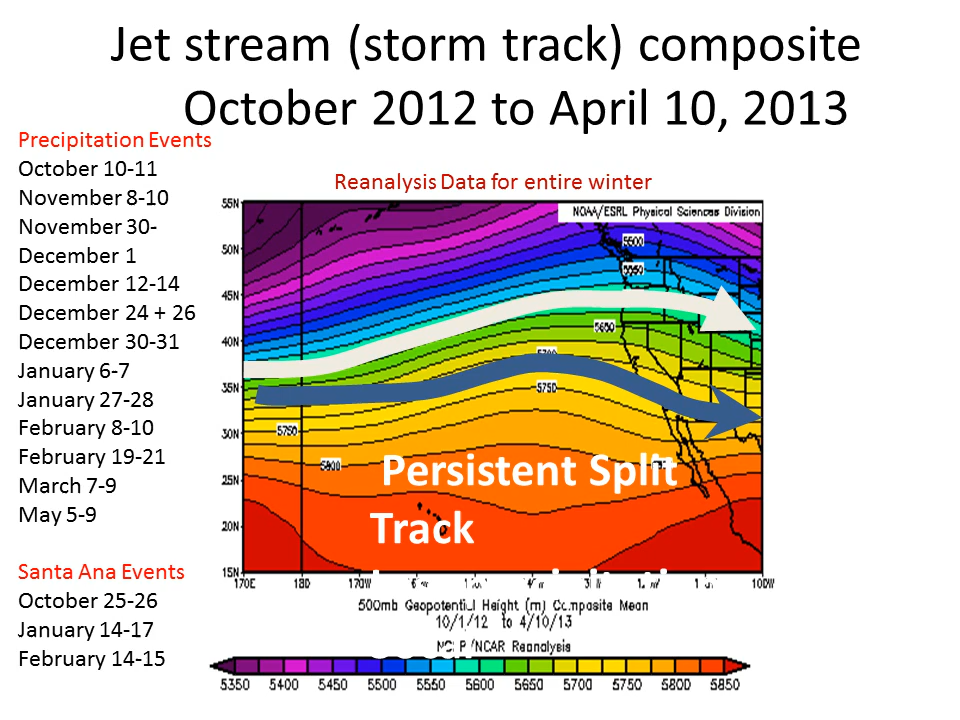 Jet stream (storm track) composite
October 2012 to April 10, 2013
Precipitation Events
October 10-11
November 8-10
November 30-
December 1
December 12-14
December 24 + 26
December 30-31
January 6-7
January 27-28
February 8-10
February 19-21
March 7-9
May 5-9
Santa Ana Events
October 25-26
January 14-17
February 14-15
Reanalysis Data for entire winter
NOAA/ESRL Physical Sciences Division
55N
50N
45N
40N
35N
30N
25N
20N
15N
5500
5550
5650
5700
5750
5750
5800
Persistent Split
Track
170E 180 170W 100W
500mb Geopotential Height (m) Composite Mean
10/1/12 to 4/10/13
/NCAR Reanalysis
5350 5400 5450 5500 5550 5600 5650 5700 5750 5800 5850